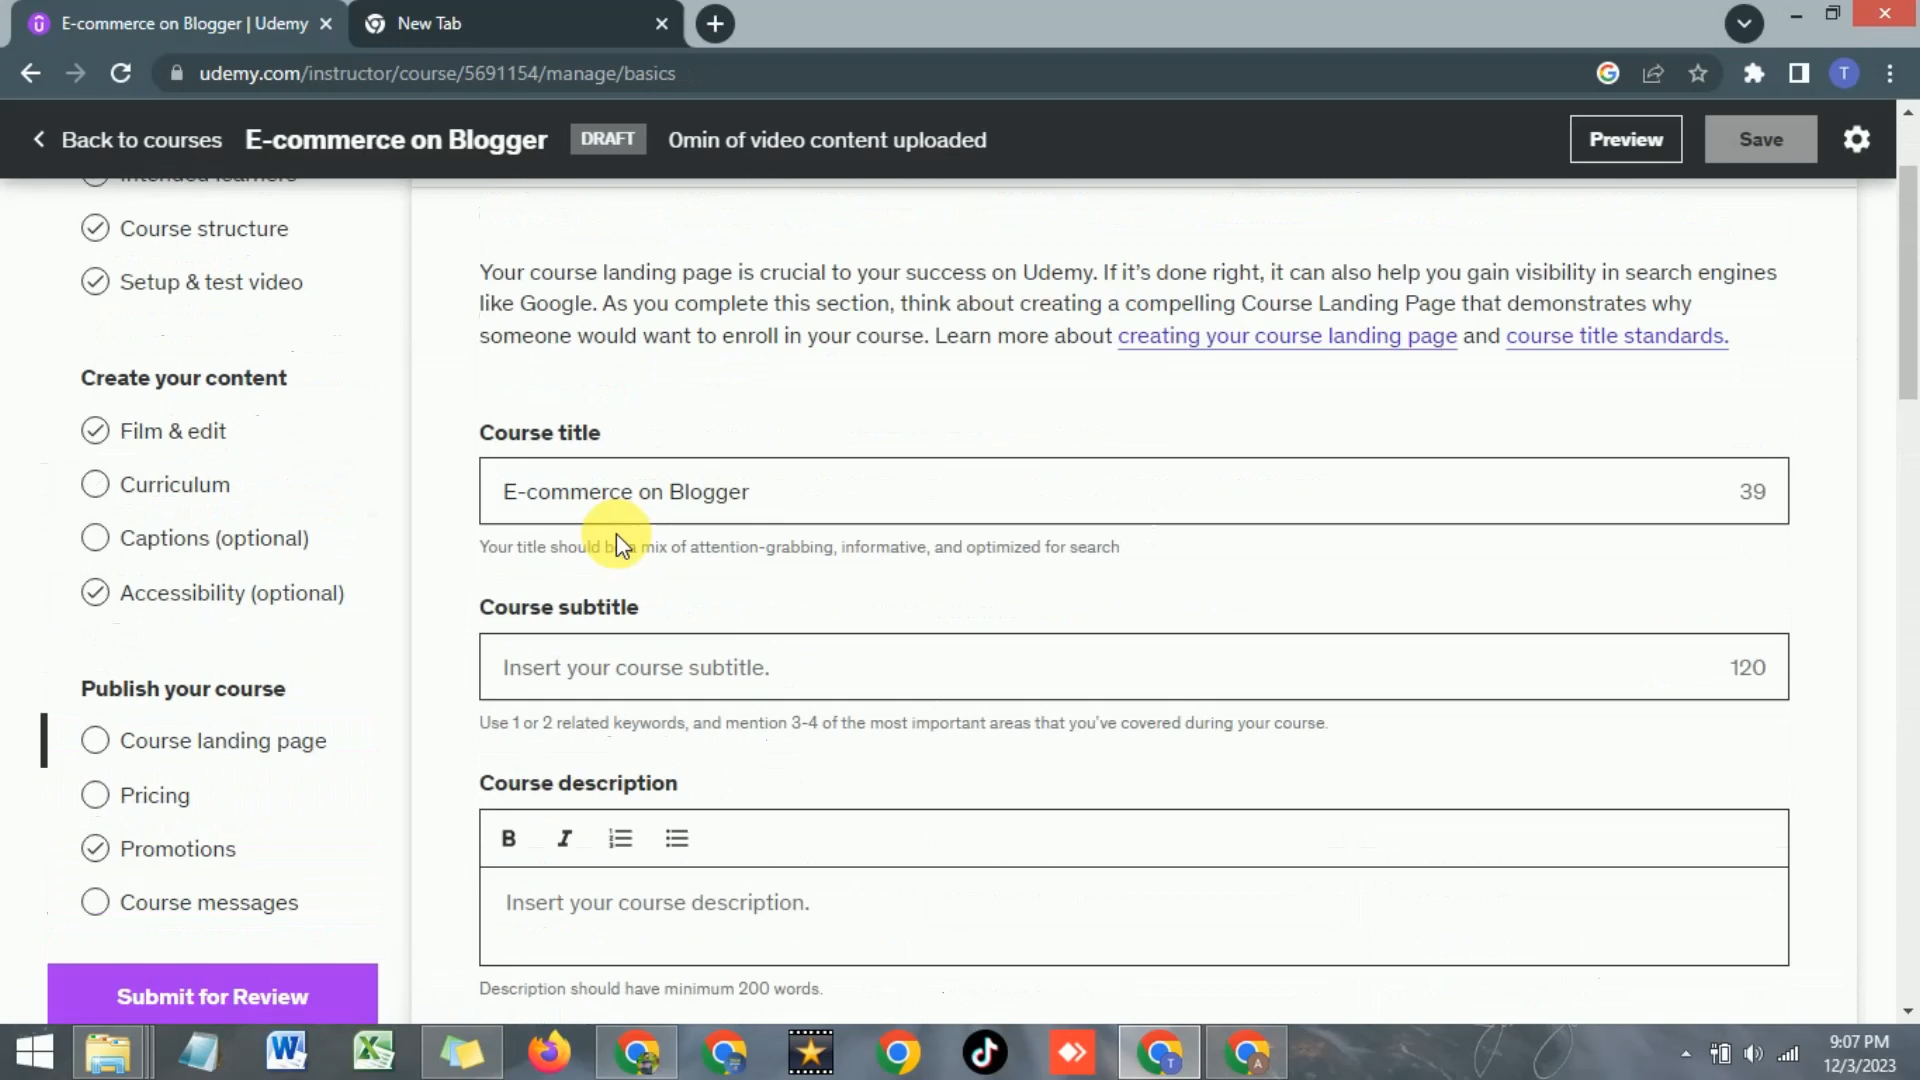 E-commerce on Blogger | Udemy
New Tab
udemy.com/instructor/course/5691154/manage/basics
T
Back to courses
E-commerce on Blogger
DRAFT
0min of video content uploaded
Preview
Save
Intended learners
Course structure
Setup & test video
Create your content
Film & edit
Curriculum
Captions (optional)
Accessibility (optional)
Publish your course
Course landing page
Pricing
Promotions
Course messages
Submit for Review
Your course landing page is crucial to your success on Udemy. If it's done right, it can also help you gain visibility in search engines
like Google. As you complete this section, think about creating a compelling Course Landing Page that demonstrates why
someone would want to enroll in your course. Learn more about creating your course landing page and course title standards.
Course title
E-commerce on Blogger
39
Your title should be a mix of attention-grabbing, informative, and optimized for search
Course subtitle
Insert your course subtitle.
120
Use 1 or 2 related keywords, and mention 3-4 of the most important areas that you've covered during your course.
Course description
B I
Insert your course description.
Description should have minimum 200 words.
9:07 PM
12/3/2023